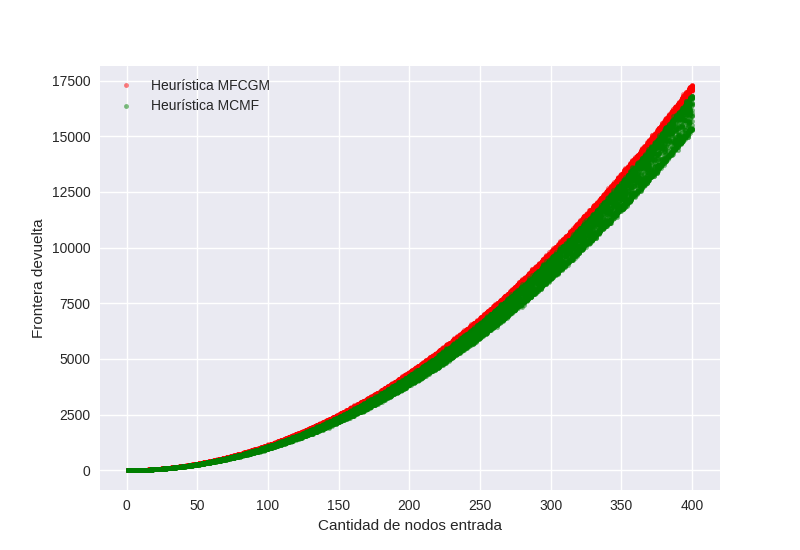 Heurística MFCGM
Heurística MCMF
17500
15000
12500
10000
7500
5000
2500
0
Frontera devuelta
0 50 100 150 200 250 300 350 400
Cantidad de nodos entrada